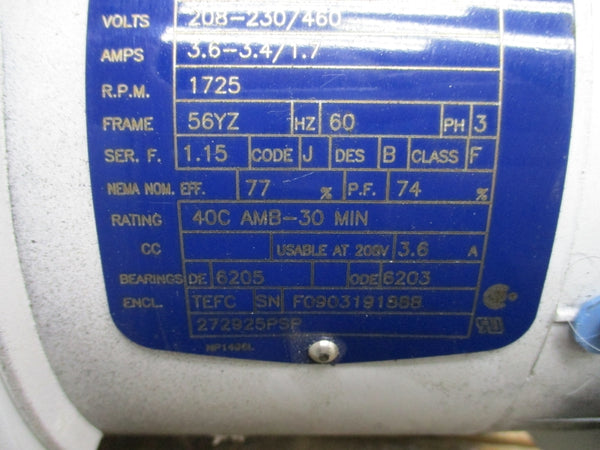 VOLTS 208-230/460
AMPS 3.6-3.4/1.7
R.P.M. 1725
FRAME 56YZ HZ 60 PH 3
SER. F. 1.15 CODE J DES B CLASS F
NEMA NOM. EFF. 77 % P.F. 74 %
RATING 40C AMB-30 MIN
CC USABLE AT 208V 3.6 A
BEARINGS DE 6205 ODE 6203
ENCL. TEFC SN F0903191888
272925PSP
NP1406L